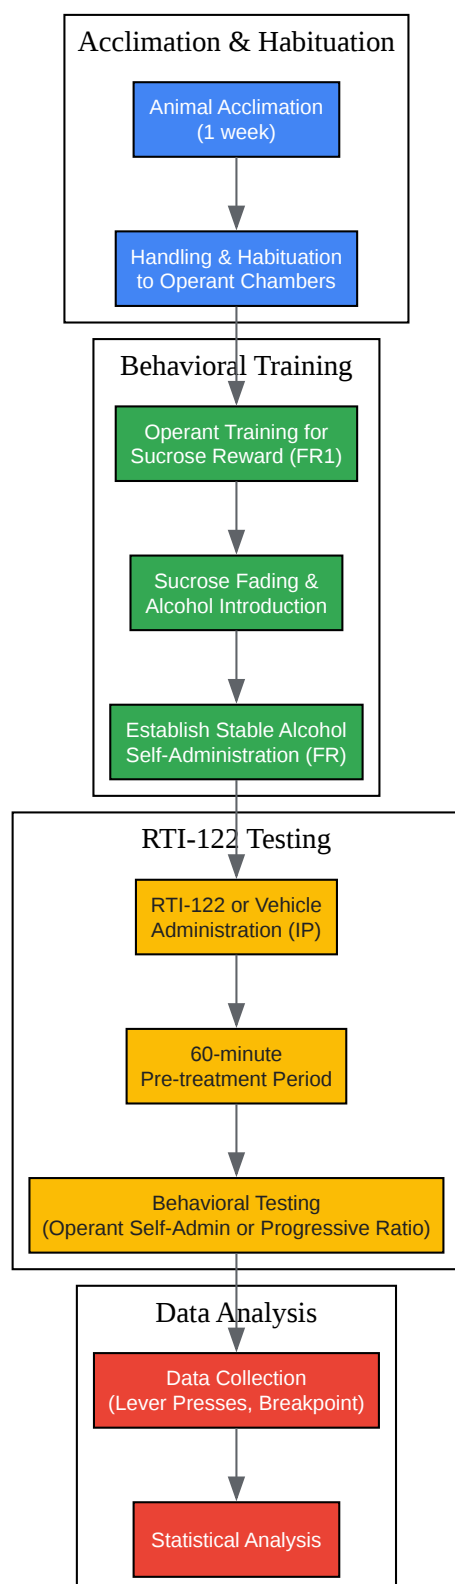 Acclimation & Habituation
Animal Acclimation
(1 week)
Handling & Habituation
to Operant Chambers
Behavioral Training
Operant Training for
Sucrose Reward (FR1)
Sucrose Fading &
Alcohol Introduction
Establish Stable Alcohol
Self-Administration (FR)
RTI-122 Testing
RTI-122 or Vehicle
Administration (IP)
60-minute
Pre-treatment Period
Behavioral Testing
(Operant Self-Admin or Progressive Ratio)
Data Analysis
Data Collection
(Lever Presses, Breakpoint)
Statistical Analysis